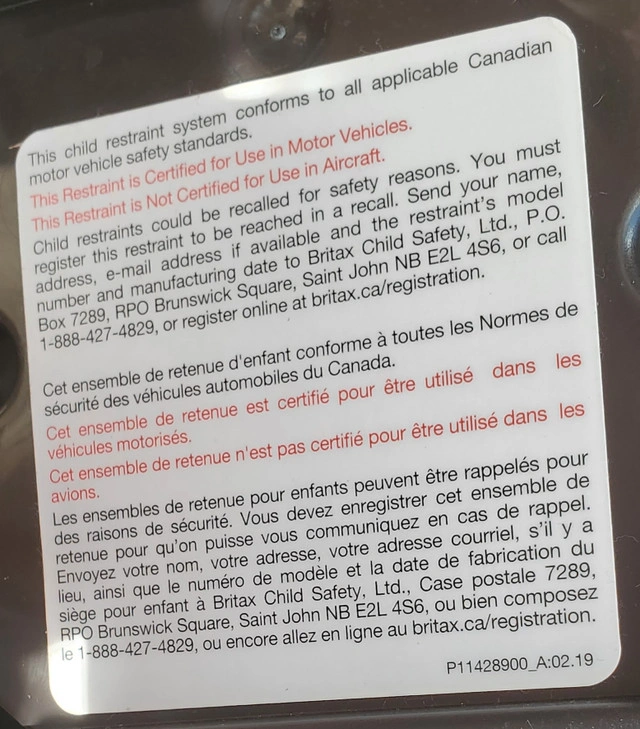 This child restraint system conforms to all applicable Canadian
motor vehicle safety standards.
This Restraint is Certified for Use in Motor Vehicles.
This Restraint is Not Certified for Use in Aircraft.
Child restraints could be recalled for safety reasons. You must
register this restraint to be reached in a recall. Send your name,
address, e-mail address if available and the restraint's model
number and manufacturing date to Britax Child Safety, Ltd., P.O.
Box 7289, RPO Brunswick Square, Saint John NB E2L 4S6, or call
1-888-427-4829, or register online at britax.ca/registration.
Cet ensemble de retenue d'enfant conforme à toutes les Normes de
sécurité des véhicules automobiles du Canada.
Cet ensemble de retenue est certifié pour être utilisé dans les
véhicules motorisés.
Cet ensemble de retenue n'est pas certifié pour être utilisé dans les
avions.
Les ensembles de retenue pour enfants peuvent être rappelés pour
des raisons de sécurité. Vous devez enregistrer cet ensemble de
retenue pour qu'on puisse vous communiquez en cas de rappel.
Envoyez votre nom, votre adresse, votre adresse courriel, s'il y a
lieu, ainsi que le numéro de modèle et la date de fabrication du
siège pour enfant à Britax Child Safety, Ltd., Case postale 7289,
RPO Brunswick Square, Saint John NB E2L 4S6, ou bien composez
le 1-888-427-4829, ou encore allez en ligne au britax.ca/registration.
P11428900_A:02.19